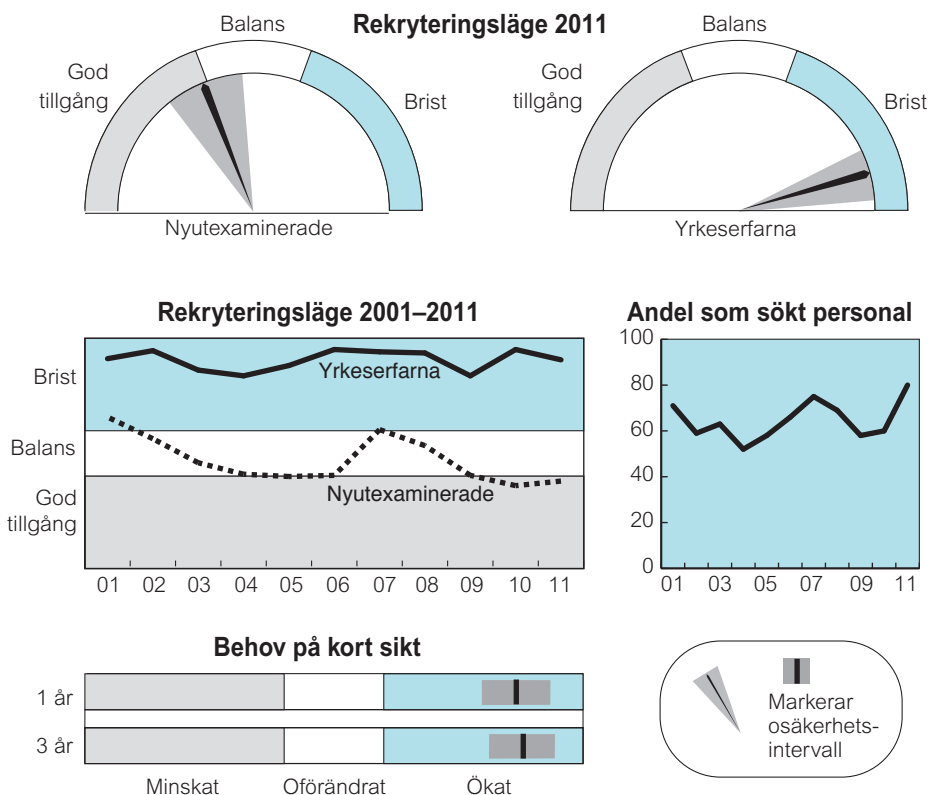 Rekryteringsläge 2011
Balans
God
tillgång
Brist
Nyutexaminerade
Balans
God
tillgång
Brist
Yrkeserfarna
Rekryteringsläge 2001–2011
Brist
Balans
God
tillgång
Yrkeserfarna
Nyutexaminerade
01 02 03 04 05 06 07 08 09 10 11
Andel som sökt personal
100
80
60
40
20
0
01 03 05 07 09 11
Behov på kort sikt
1 år
3 år
Minskat Oförändrat Ökat
Markerar
osäkerhets-
intervall